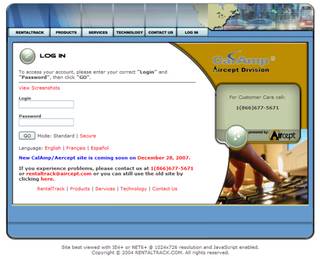 RENTALTRACK PRODUCTS SERVICES TECHNOLOGY CONTACT US LOG IN
LOG IN
To access your account, please enter your correct "Login" and
"Password", then click "GO".
View Screenshots
Login
Password
GO Mode: Standard | Secure
Language: English | Français | Español
New CalAmp/Aercept site is coming soon on December 28, 2007.
If you experience problems, please contact us at 1(866)677-5671
or rentaltrack@aircept.com or you can still use the old site by
clicking here.
RentalTrack | Products | Services | Technology | Contact Us
CalAmp®
Aircept Division
For Customer Care call:
1(866)677-5671
powered by Aircept
Site best viewed with IE6+ or NET6+ @ 1024x726 resolution and JavaScript enabled.
Copyright © 2004 RENTALTRACK.COM. All rights reserved.